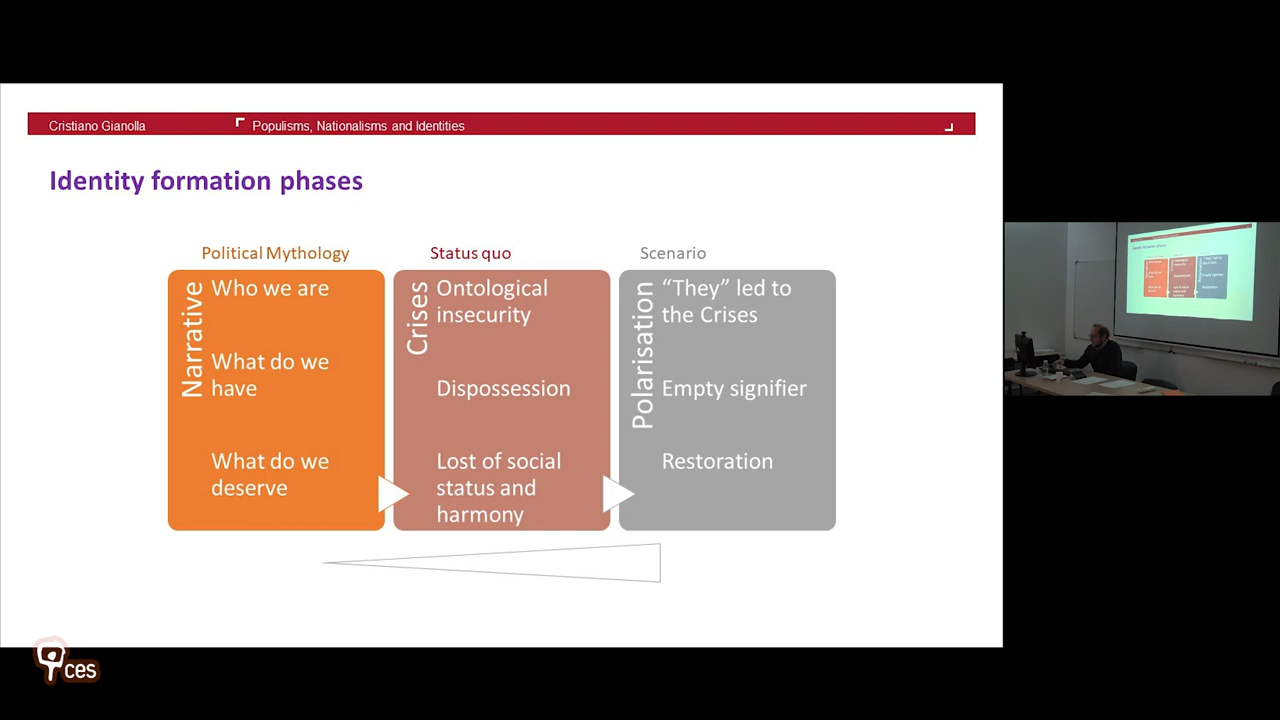 Cristiano Gianolla
Populisms, Nationalisms and Identities
Identity formation phases
Political Mythology
Narrative
Who we are
What do we
have
What do we
deserve
Status quo
Crises
Ontological
insecurity
Dispossession
Lost of social
status and
harmony
Scenario
Polarisation
“They” led to
the Crises
Empty signifier
Restoration
ces